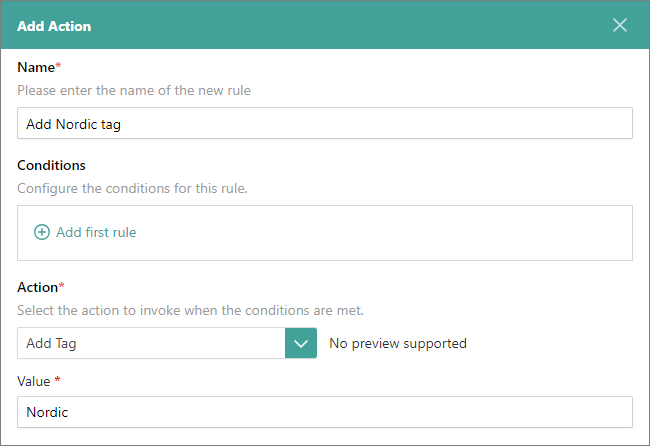 Add Action
Name*
Please enter the name of the new rule
Add Nordic tag
Conditions
Configure the conditions for this rule.
Add first rule
Action*
Select the action to invoke when the conditions are met.
Add Tag No preview supported
Value *
Nordic